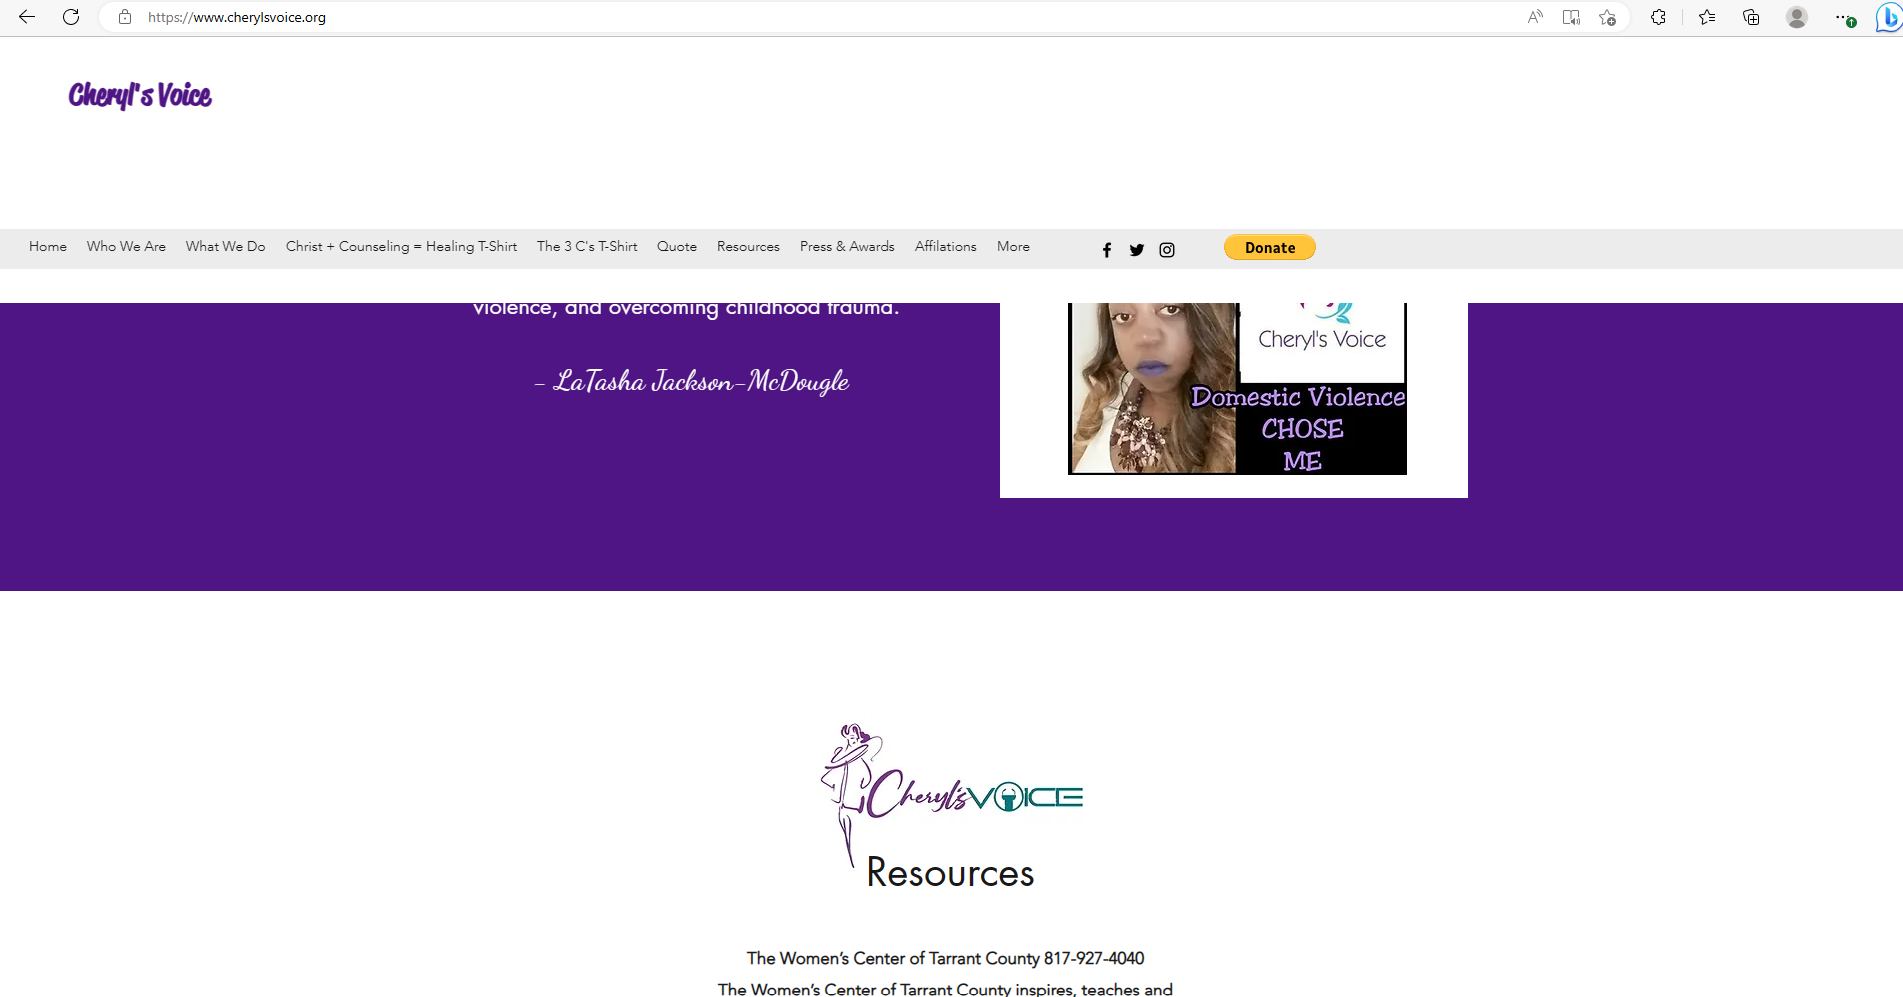 https://www.cherylsvoice.org
Cheryl's Voice
Home Who We Are What We Do Christ + Counseling = Healing T-Shirt The 3 C's T-Shirt Quote Resources Press & Awards Affilations More Donate
violence, and overcoming childhood trauma.
- LaTasha Jackson-McDougle
Cheryl's Voice
Domestic Violence
CHOSE
ME
Cheryl's VOICE
Resources
The Women's Center of Tarrant County 817-927-4040
The Women's Center of Tarrant County inspires, teaches and